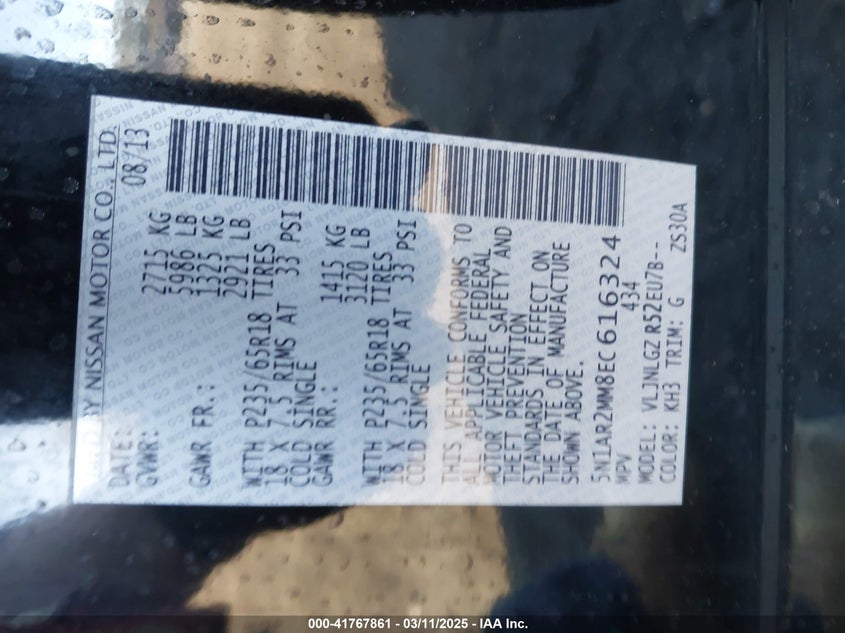 MFD BY NISSAN MOTOR CO., LTD.
DATE: 08/13
GVWR: 2715 KG
5986 LB
GAWR FR.: 1325 KG
2921 LB
WITH P235/65R18 TIRES
18 X 7.5 RIMS AT 33 PSI
COLD SINGLE
GAWR RR.: 1415 KG
3120 LB
WITH P235/65R18 TIRES
18 X 7.5 RIMS AT 33 PSI
COLD SINGLE
THIS VEHICLE CONFORMS TO
ALL APPLICABLE FEDERAL
MOTOR VEHICLE SAFETY AND
THEFT PREVENTION
STANDARDS IN EFFECT ON
THE DATE OF MANUFACTURE
SHOWN ABOVE.
5N1AR2MM8EC616324
MPV 434
MODEL: VLJNLGZ R52EU7B--
COLOR: KH3 TRIM: G ZS30A
000-41767861 - 03/11/2025 - IAA Inc.